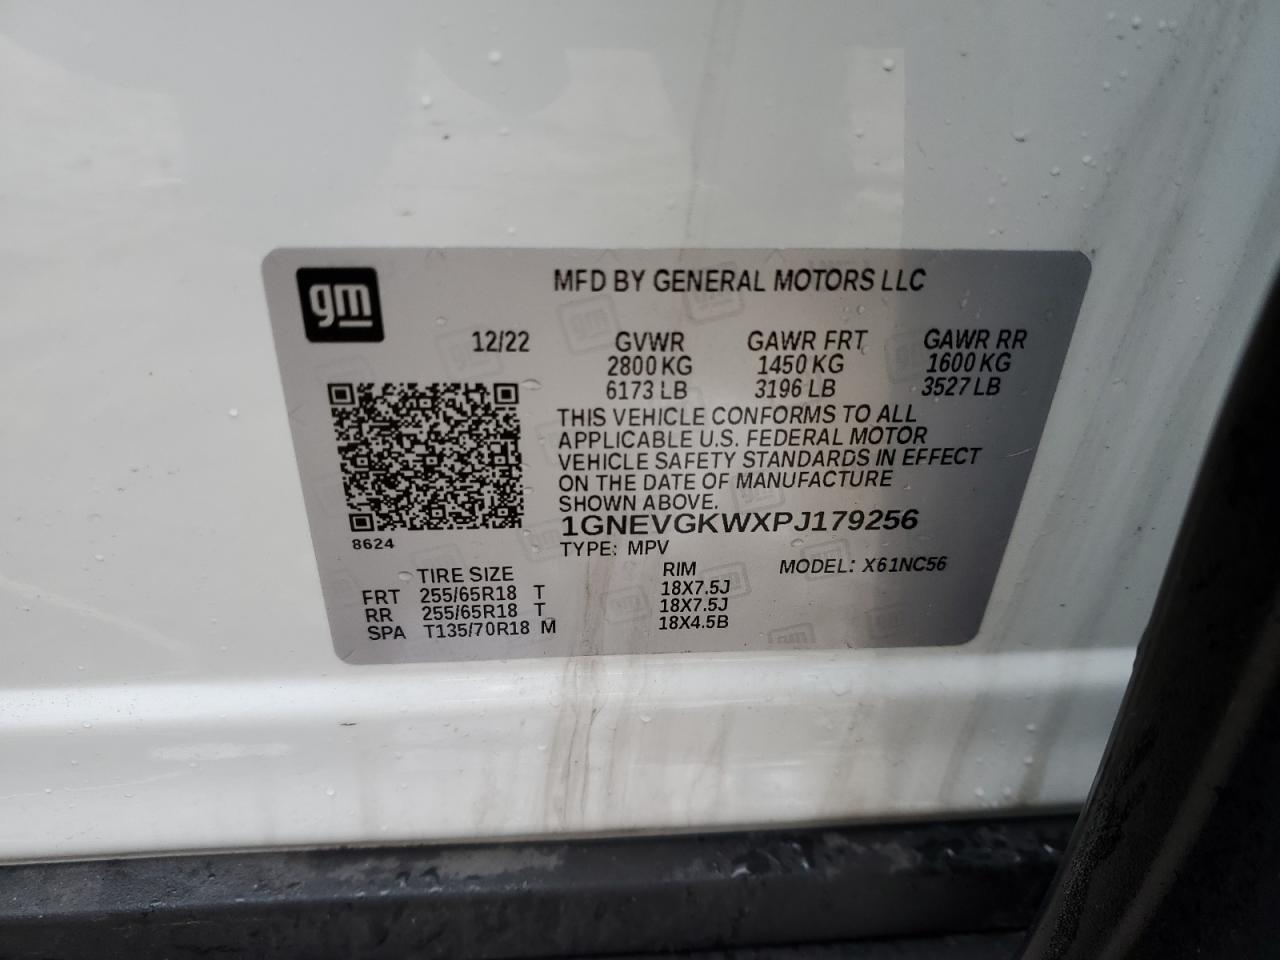 gm
MFD BY GENERAL MOTORS LLC
12/22 GVWR GAWR FRT GAWR RR
2800 KG 1450 KG 1600 KG
6173 LB 3196 LB 3527 LB
THIS VEHICLE CONFORMS TO ALL
APPLICABLE U.S. FEDERAL MOTOR
VEHICLE SAFETY STANDARDS IN EFFECT
ON THE DATE OF MANUFACTURE
SHOWN ABOVE.
1GNEVGKWXPJ179256
8624
TYPE: MPV
MODEL: X61NC56
TIRE SIZE RIM
FRT 255/65R18 T 18X7.5J
RR 255/65R18 T 18X7.5J
SPA T135/70R18 M 18X4.5B